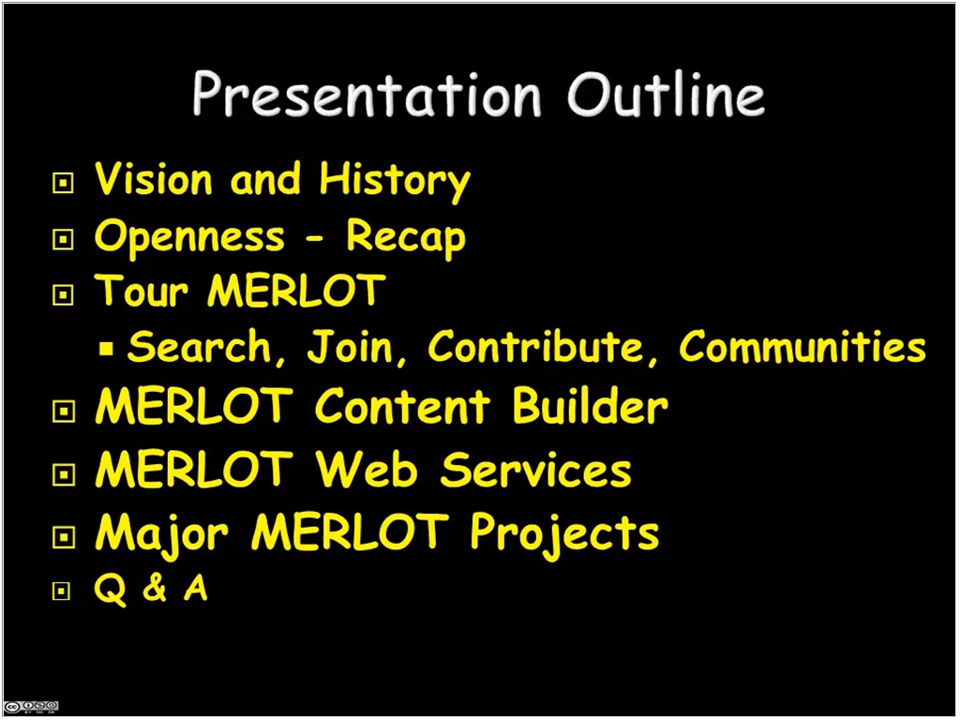 Presentation Outline
Vision and History
Openness - Recap
Tour MERLOT
Search, Join, Contribute, Communities
MERLOT Content Builder
MERLOT Web Services
Major MERLOT Projects
Q & A